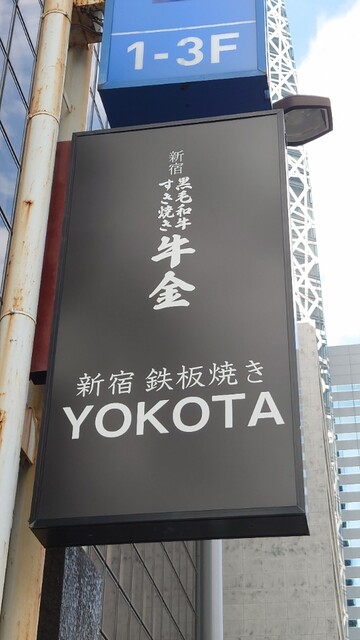 1-3F
新宿
黒毛和牛
すき焼き
牛金
新宿 鉄板焼き
YOKOTA